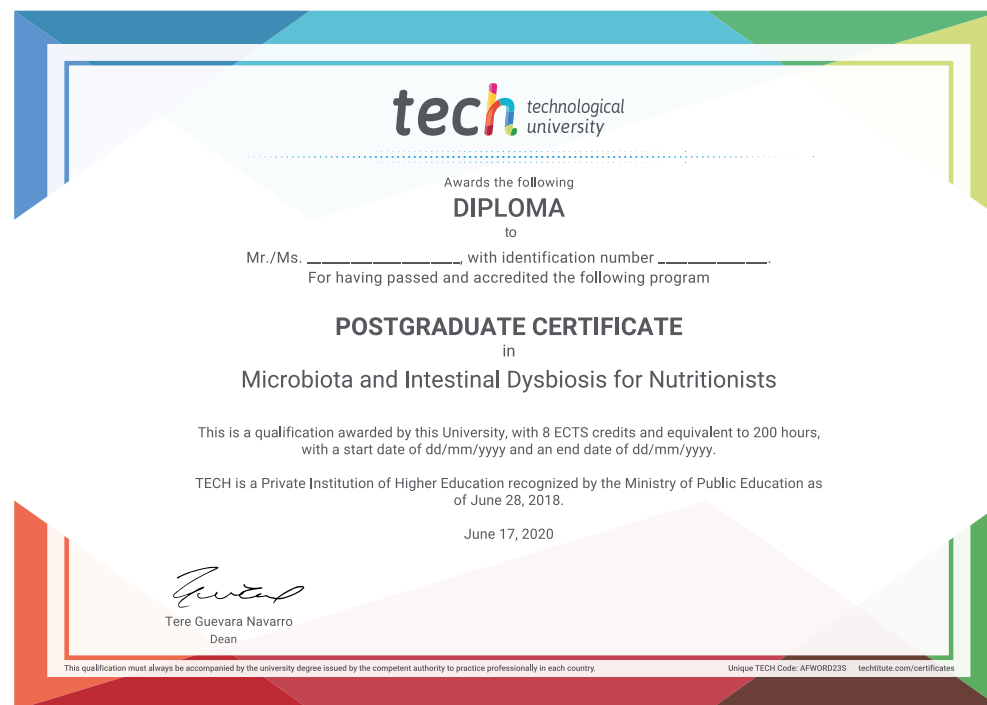 tech technological
university
Awards the following
DIPLOMA
to
Mr./Ms. ____________________, with identification number ______________.
For having passed and accredited the following program
POSTGRADUATE CERTIFICATE
in
Microbiota and Intestinal Dysbiosis for Nutritionists
This is a qualification awarded by this University, with 8 ECTS credits and equivalent to 200 hours,
with a start date of dd/mm/yyyy and an end date of dd/mm/yyyy.
TECH is a Private Institution of Higher Education recognized by the Ministry of Public Education as
of June 28, 2018.
June 17, 2020
Tere Guevara Navarro
Dean
This qualification must always be accompanied by the university degree issued by the competent authority to practice professionally in each country.
Unique TECH Code: AFWORD23S techtitute.com/certificates